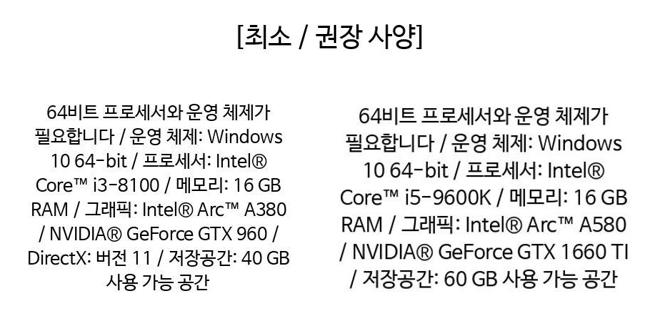 [최소 / 권장 사양]
64비트 프로세서와 운영 체제가
필요합니다 / 운영 체제: Windows
10 64-bit / 프로세서: Intel®
Core™ i3-8100 / 메모리: 16 GB
RAM / 그래픽: Intel® Arc™ A380
/ NVIDIA® GeForce GTX 960 /
DirectX: 버전 11 / 저장공간: 40 GB
사용 가능 공간
64비트 프로세서와 운영 체제가
필요합니다 / 운영 체제: Windows
10 64-bit / 프로세서: Intel®
Core™ i5-9600K / 메모리: 16 GB
RAM / 그래픽: Intel® Arc™ A580
/ NVIDIA® GeForce GTX 1660 TI
/ 저장공간: 60 GB 사용 가능 공간